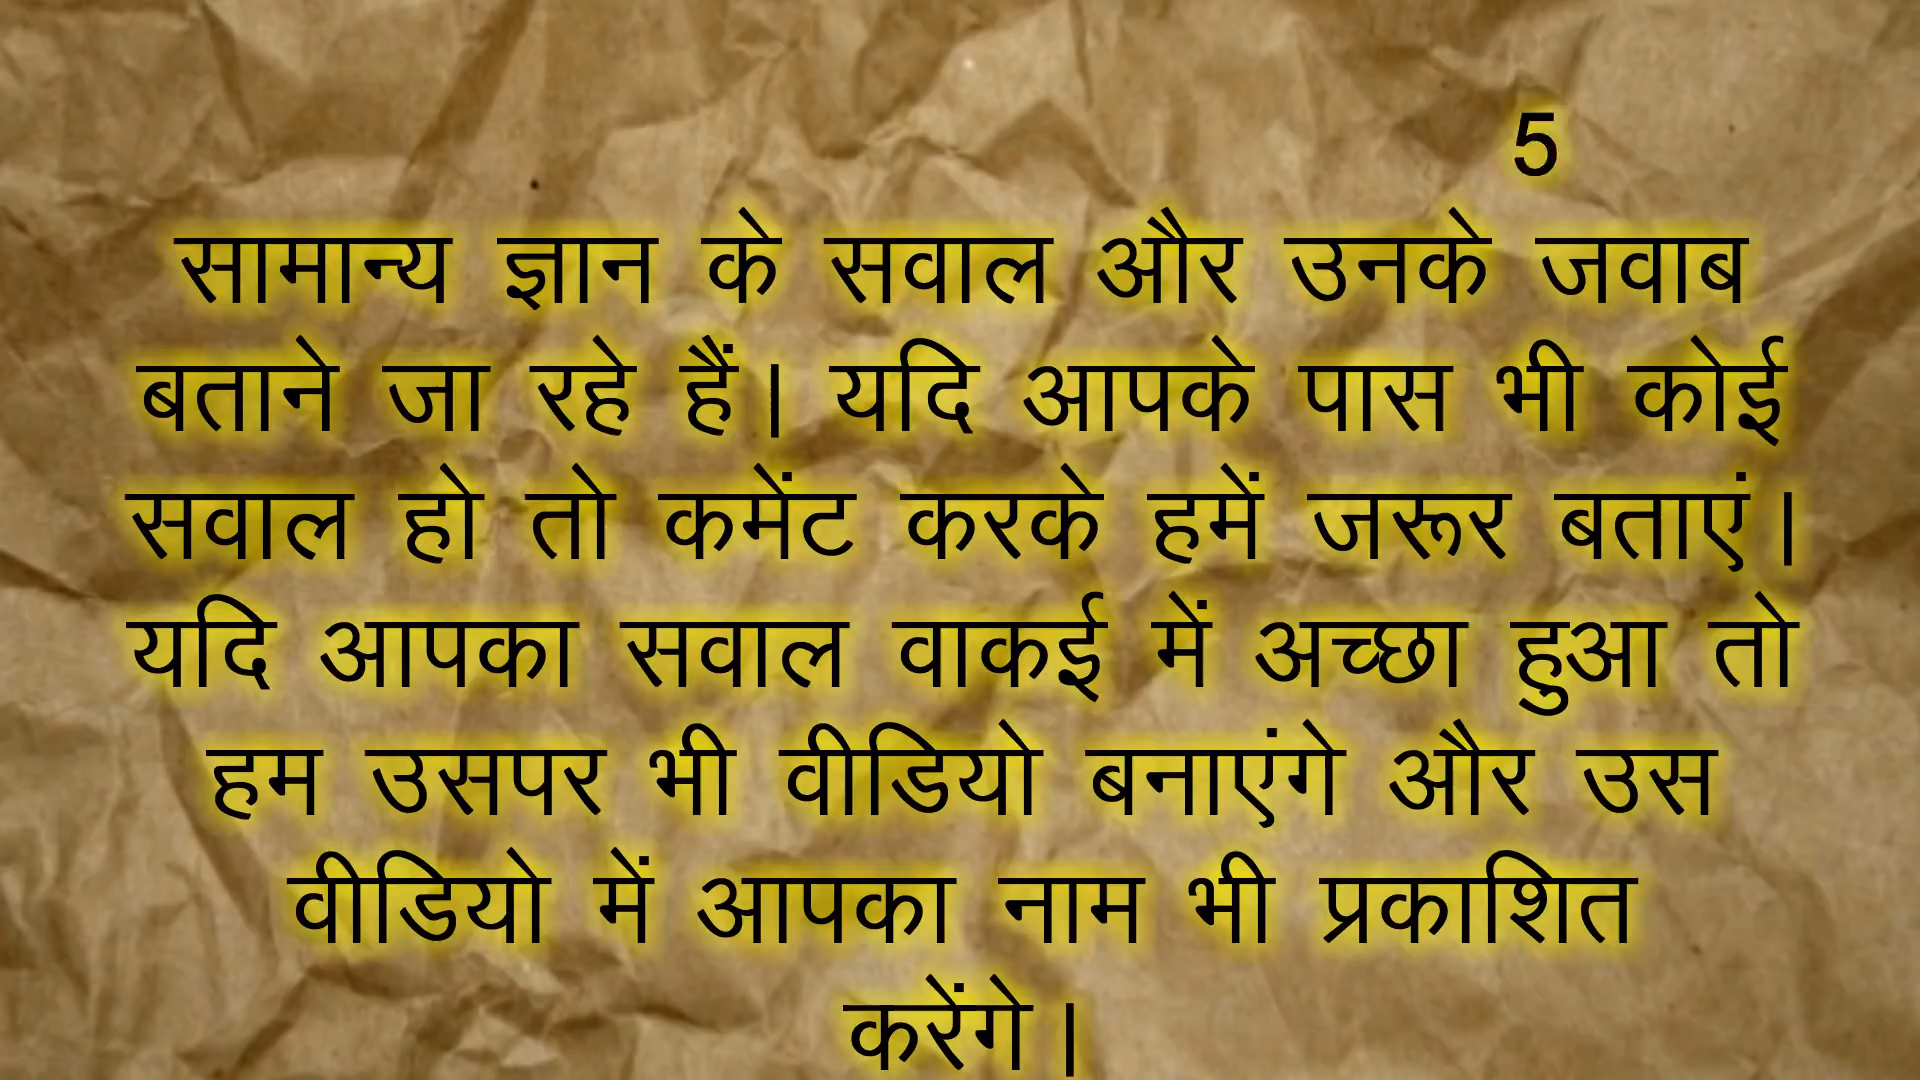 5
सामान्य ज्ञान के सवाल और उनके जवाब
बताने जा रहे हैं। यदि आपके पास भी कोई
सवाल हो तो कमेंट करके हमें जरूर बताएं।
यदि आपका सवाल वाकई में अच्छा हुआ तो
हम उसपर भी वीडियो बनाएंगे और उस
वीडियो में आपका नाम भी प्रकाशित
करेंगे।